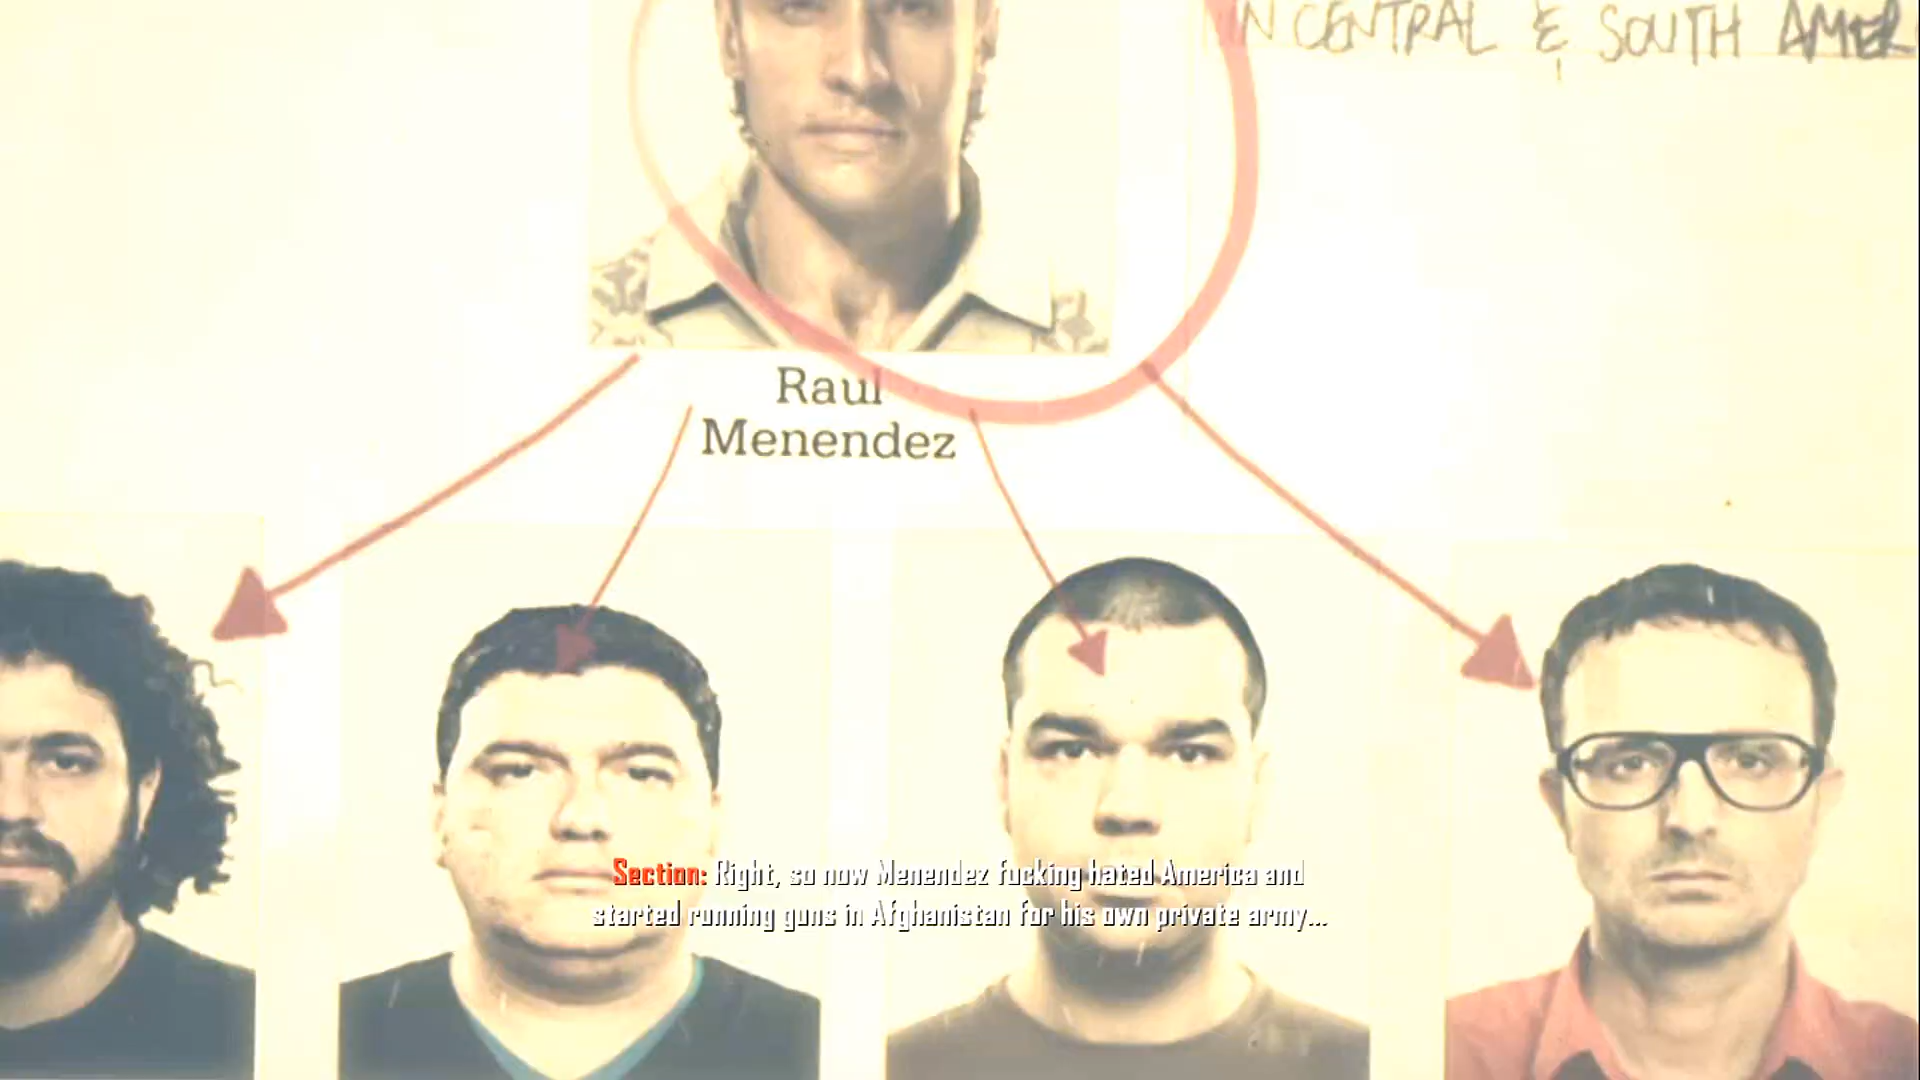 IN CENTRAL & SOUTH AMER
Raul
Menendez
Section: Right, so now Menendez fucking hated America and
started running guns in Afghanistan for his own private army...